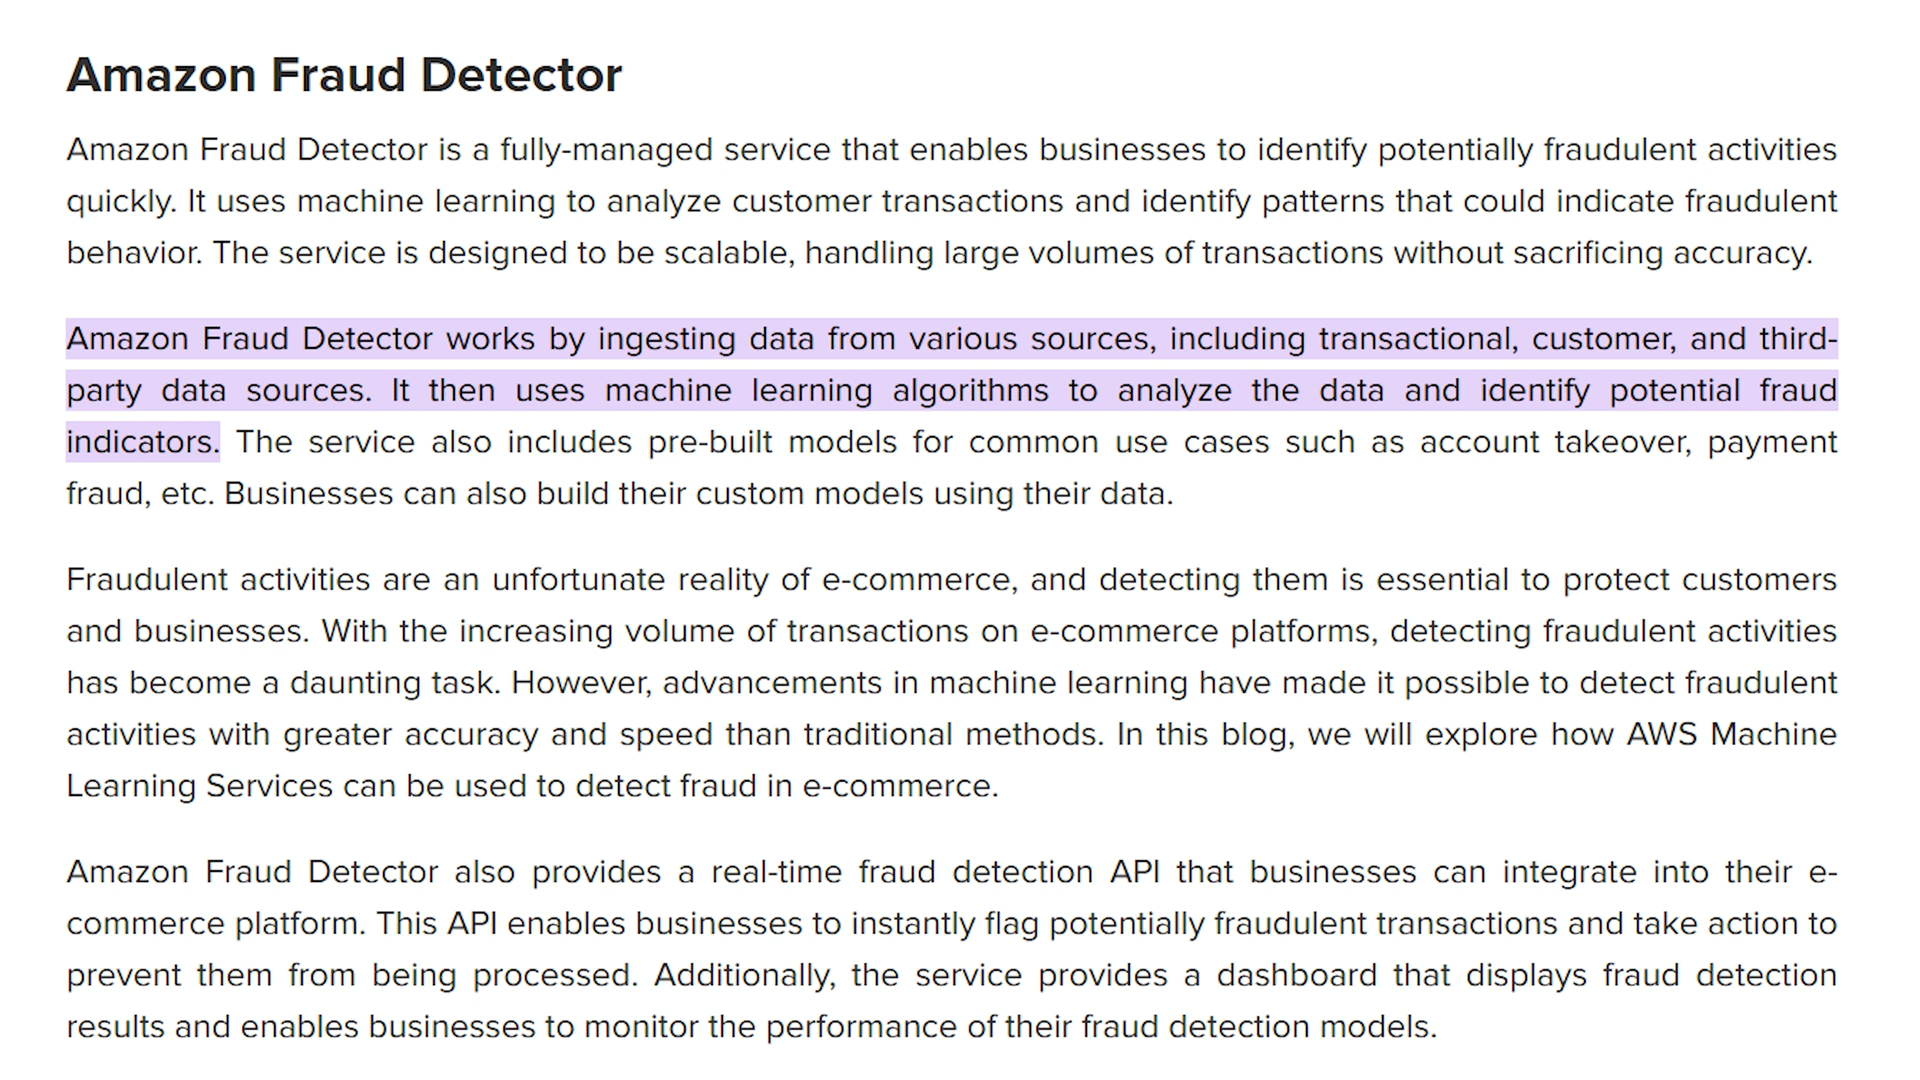 Amazon Fraud Detector
Amazon Fraud Detector is a fully-managed service that enables businesses to identify potentially fraudulent activities
quickly. It uses machine learning to analyze customer transactions and identify patterns that could indicate fraudulent
behavior. The service is designed to be scalable, handling large volumes of transactions without sacrificing accuracy.
Amazon Fraud Detector works by ingesting data from various sources, including transactional, customer, and third-
party data sources. It then uses machine learning algorithms to analyze the data and identify potential fraud
indicators. The service also includes pre-built models for common use cases such as account takeover, payment
fraud, etc. Businesses can also build their custom models using their data.
Fraudulent activities are an unfortunate reality of e-commerce, and detecting them is essential to protect customers
and businesses. With the increasing volume of transactions on e-commerce platforms, detecting fraudulent activities
has become a daunting task. However, advancements in machine learning have made it possible to detect fraudulent
activities with greater accuracy and speed than traditional methods. In this blog, we will explore how AWS Machine
Learning Services can be used to detect fraud in e-commerce.
Amazon Fraud Detector also provides a real-time fraud detection API that businesses can integrate into their e-
commerce platform. This API enables businesses to instantly flag potentially fraudulent transactions and take action to
prevent them from being processed. Additionally, the service provides a dashboard that displays fraud detection
results and enables businesses to monitor the performance of their fraud detection models.